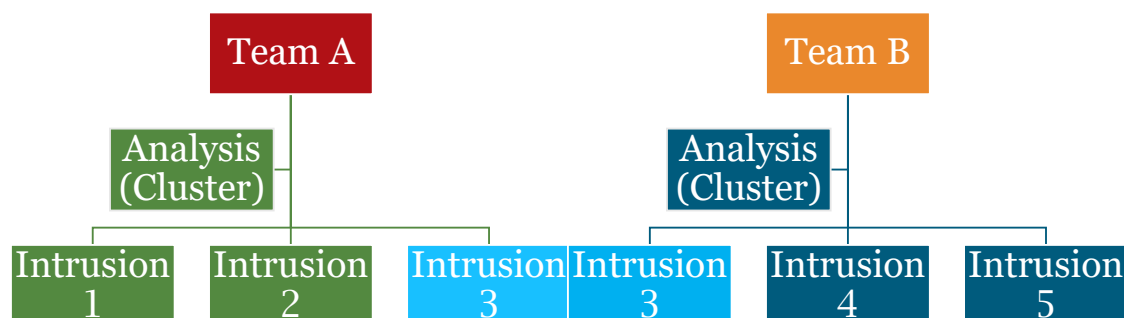 Team A
Team B
Analysis
(Cluster)
Analysis
(Cluster)
Intrusion
1
Intrusion
2
Intrusion
3
Intrusion
3
Intrusion
4
Intrusion
5